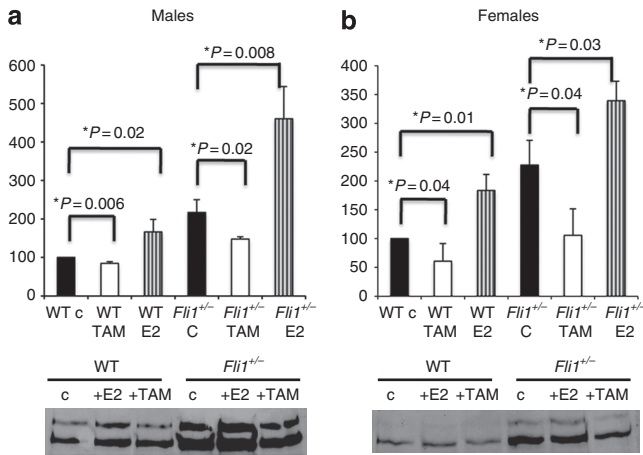 a Males
*P=0.008
600
500
400
300
200
100
0
*P=0.02
*P=0.02
*P=0.006
WT c WT TAM WT E2 Fli1+/– C Fli1+/– TAM Fli1+/– E2
WT Fli1+/–
c +E2 +TAM c +E2 +TAM
b Females
*P=0.03
400
350
300
250
200
150
100
50
0
*P=0.04
*P=0.01
*P=0.04
WT c WT TAM WT E2 Fli1+/– C Fli1+/– TAM Fli1+/– E2
WT Fli1+/–
c +E2 +TAM c +E2 +TAM